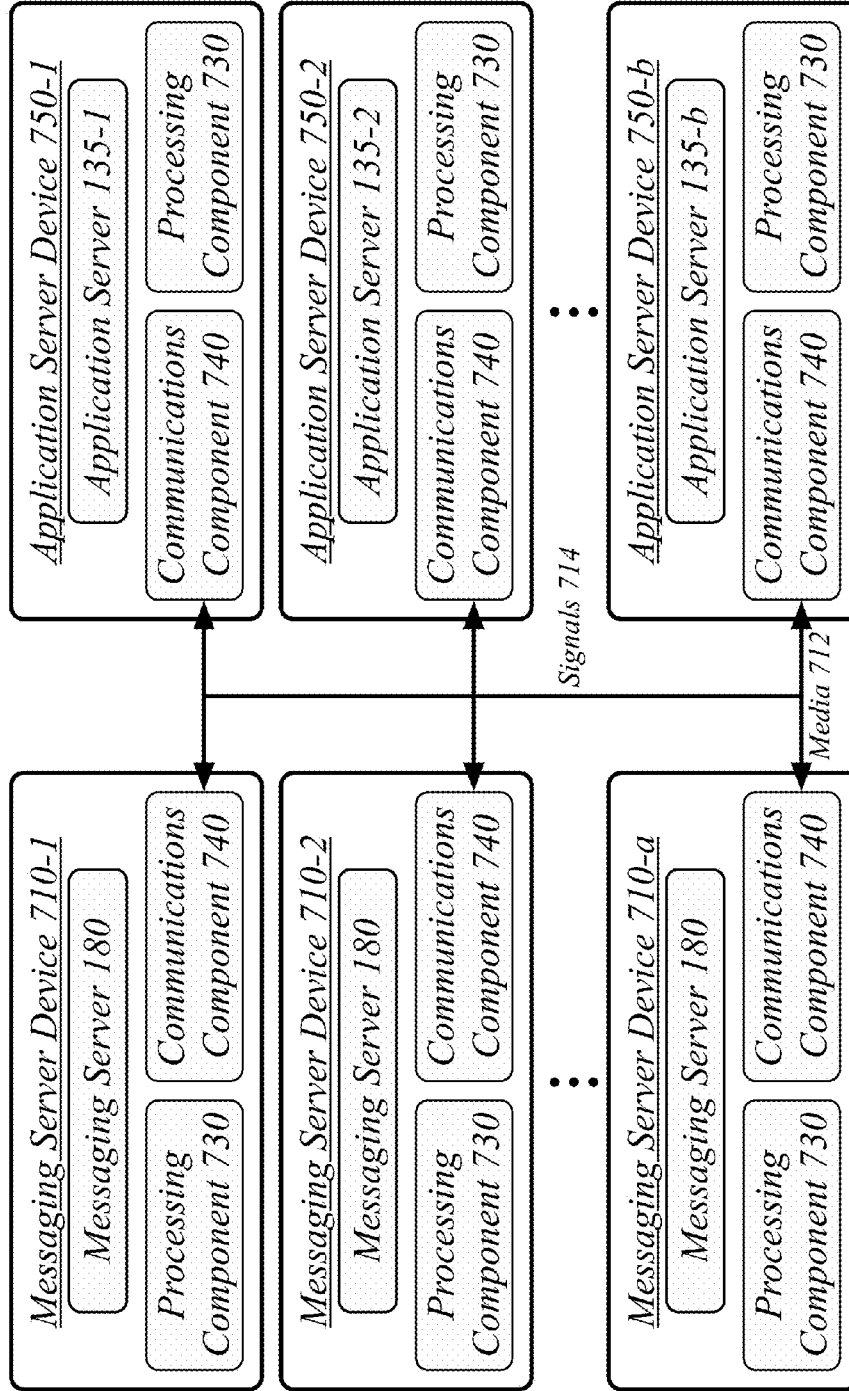 Messaging Server Device 710-1
Messaging Server 180
Processing
Component 730
Communications
Component 740
Application Server Device 750-1
Application Server 135-1
Communications
Component 740
Processing
Component 730
Messaging Server Device 710-2
Messaging Server 180
Processing
Component 730
Communications
Component 740
Application Server Device 750-2
Application Server 135-2
Communications
Component 740
Processing
Component 730
Signals 714
Messaging Server Device 710-a
Messaging Server 180
Processing
Component 730
Communications
Component 740
Media 712
Application Server Device 750-b
Application Server 135-b
Communications
Component 740
Processing
Component 730